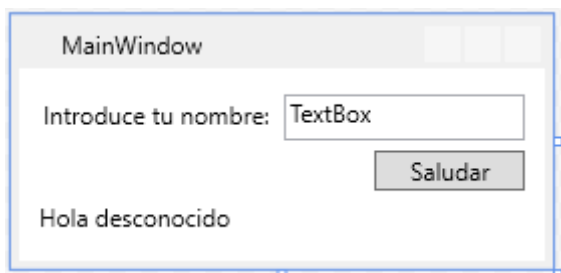 MainWindow
Introduce tu nombre: TextBox
Saludar
Hola desconocido